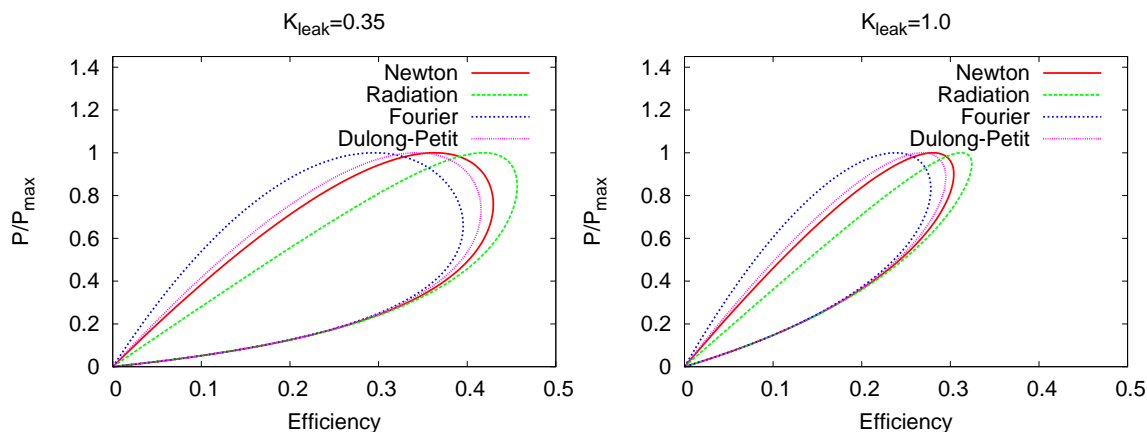 K_leak=0.35
1.4
1.2
1
0.8
0.6
0.4
0.2
0
P/P_max
Newton
Radiation
Fourier
Dulong-Petit
0 0.1 0.2 0.3 0.4 0.5
Efficiency
K_leak=1.0
1.4
1.2
1
0.8
0.6
0.4
0.2
0
P/P_max
Newton
Radiation
Fourier
Dulong-Petit
0 0.1 0.2 0.3 0.4 0.5
Efficiency